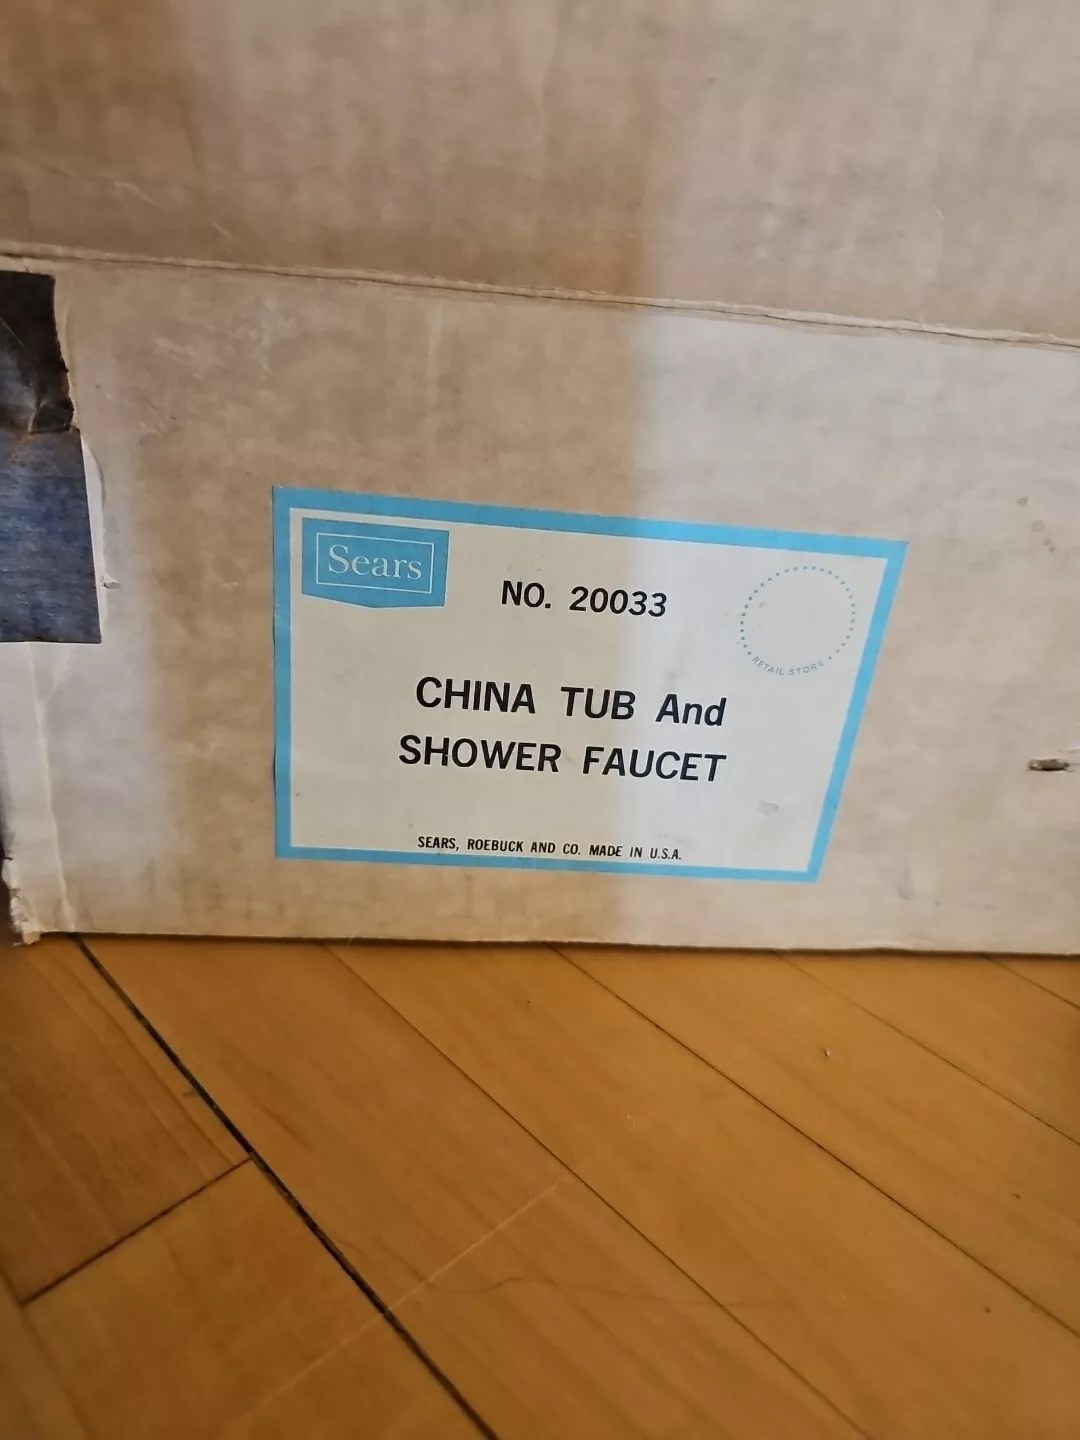 Sears
NO. 20033
RETAIL STORE
CHINA TUB And
SHOWER FAUCET
SEARS, ROEBUCK AND CO. MADE IN U.S.A.